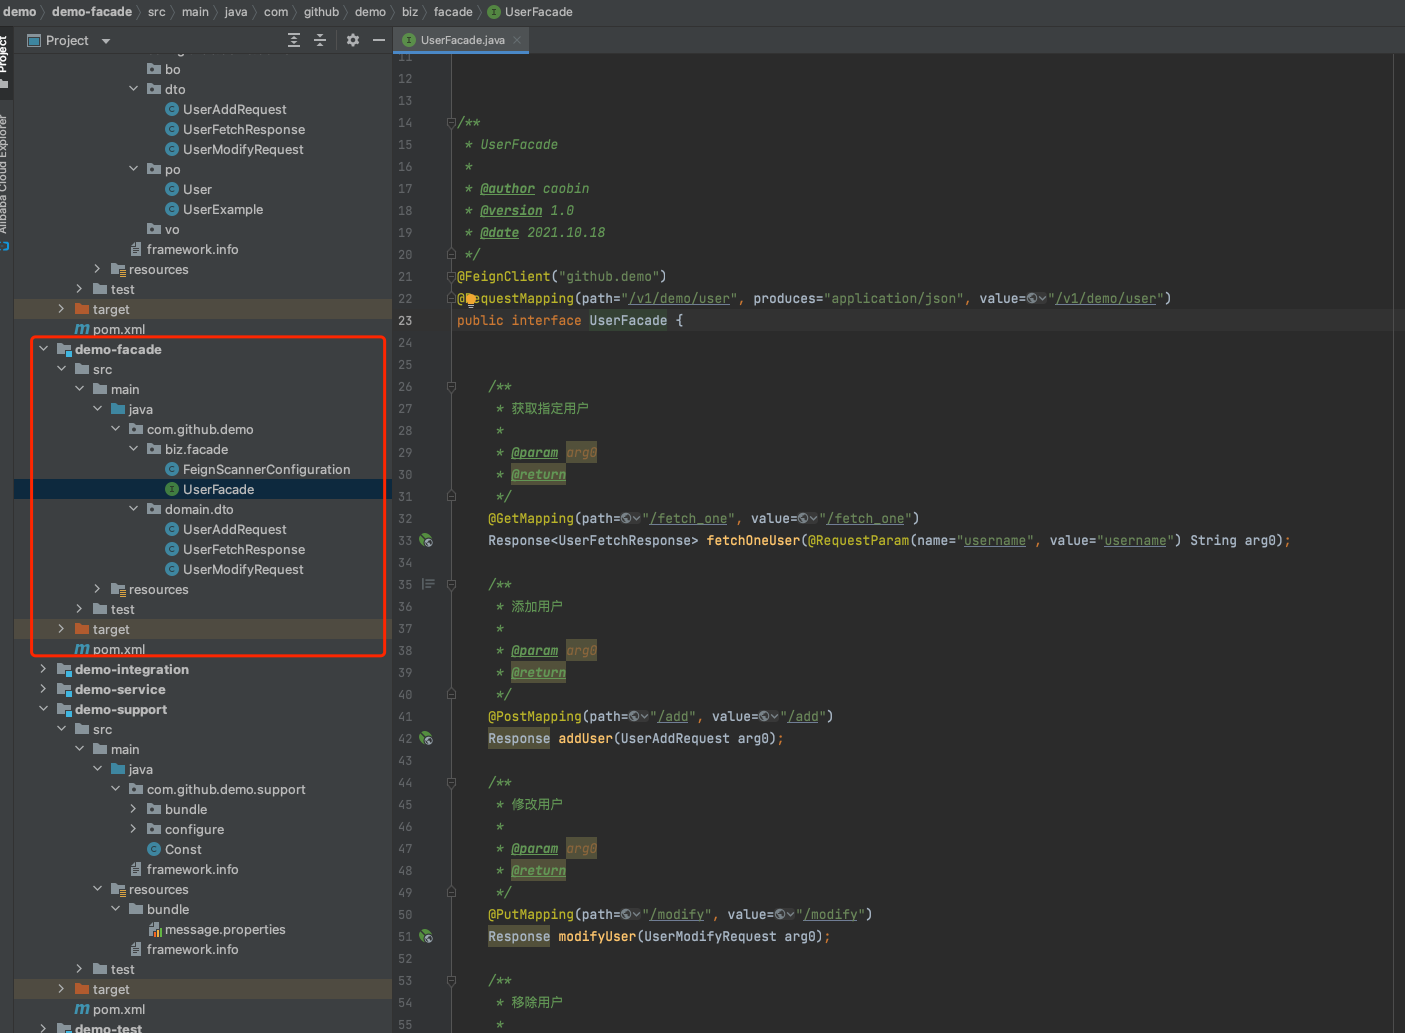 demo demo-facade src main java com github demo biz facade UserFacade
Project
Project
UserFacade.java
Alibaba Cloud Explorer
bo
dto
UserAddRequest
UserFetchResponse
UserModifyRequest
po
User
UserExample
vo
framework.info
resources
test
target
pom.xml
demo-facade
src
main
java
com.github.demo
biz.facade
FeignScannerConfiguration
UserFacade
domain.dto
UserAddRequest
UserFetchResponse
UserModifyRequest
resources
test
target
pom.xml
demo-integration
demo-service
demo-support
src
main
java
com.github.demo.support
bundle
configure
Const
framework.info
resources
bundle
message.properties
framework.info
test
target
pom.xml
demo-test
11
12
13
14 /**
15 * UserFacade
16 *
17 * @author caobin
18 * @version 1.0
19 * @date 2021.10.18
20 */
21 @FeignClient("github.demo")
22 @RequestMapping(path="/v1/demo/user", produces="application/json", value="/v1/demo/user")
23 public interface UserFacade {
24
25
26 /**
27 * 获取指定用户
28 *
29 * @param arg0
30 * @return
31 */
32 @GetMapping(path="/fetch_one", value="/fetch_one")
33 Response<UserFetchResponse> fetchOneUser(@RequestParam(name="username", value="username") String arg0);
34
35 /**
36 * 添加用户
37 *
38 * @param arg0
39 * @return
40 */
41 @PostMapping(path="/add", value="/add")
42 Response addUser(UserAddRequest arg0);
43
44 /**
45 * 修改用户
46 *
47 * @param arg0
48 * @return
49 */
50 @PutMapping(path="/modify", value="/modify")
51 Response modifyUser(UserModifyRequest arg0);
52
53 /**
54 * 移除用户
55 *